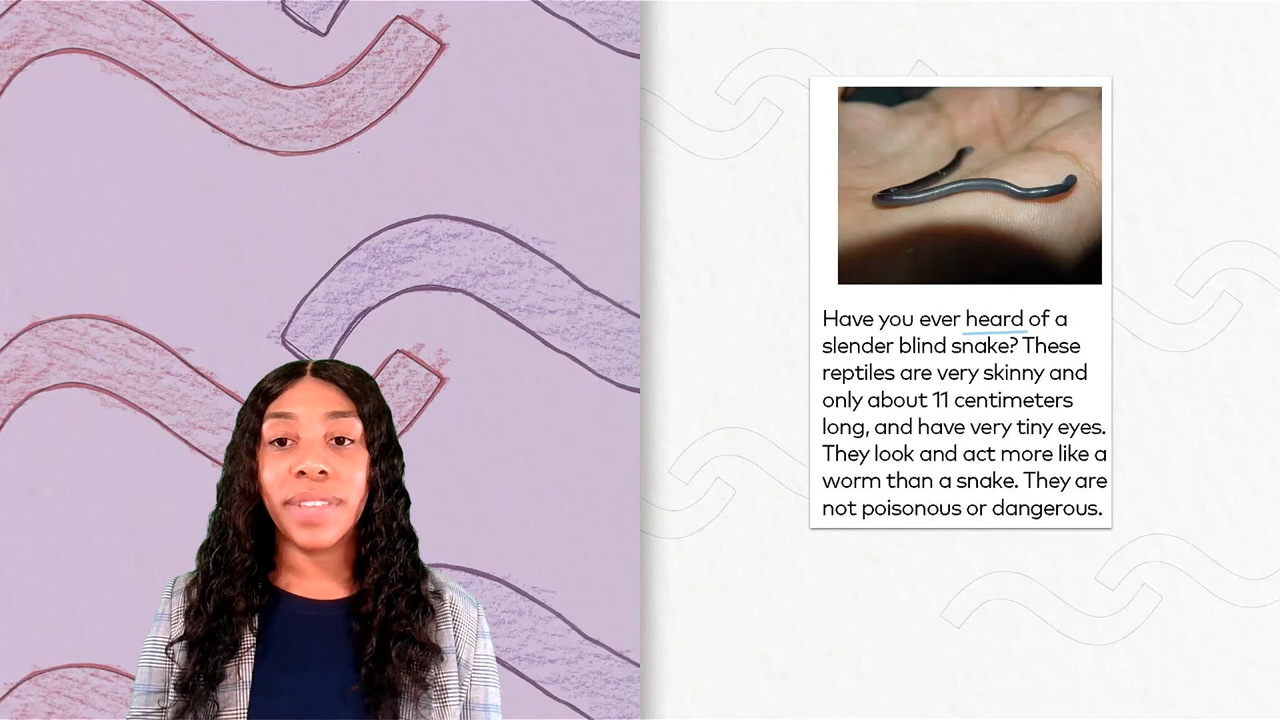 Have you ever heard of a
slender blind snake? These
reptiles are very skinny and
only about 11 centimeters
long, and have very tiny eyes.
They look and act more like a
worm than a snake. They are
not poisonous or dangerous.